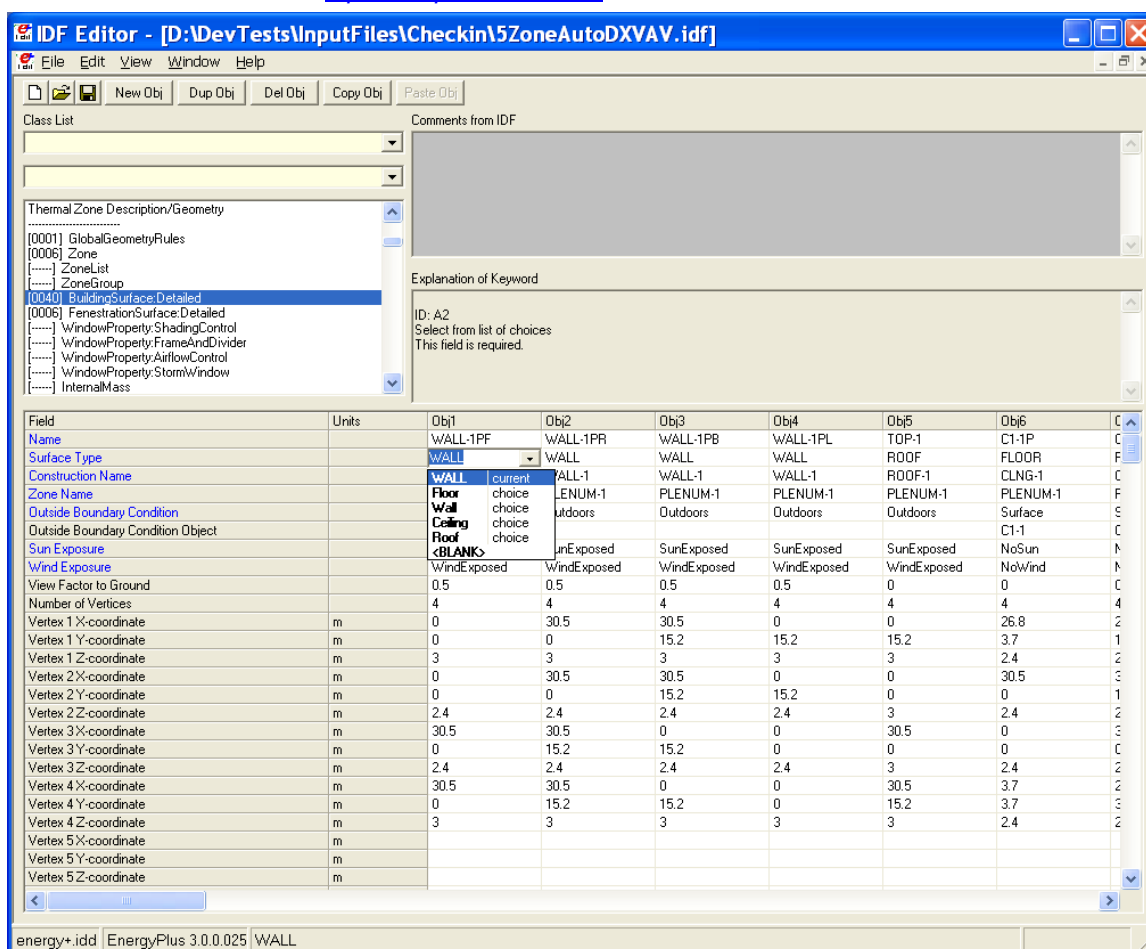 IDF Editor - [D:\DevTests\InputFiles\Checkin\5ZoneAutoDXVAV.idf]
File Edit View Window Help
New Obj Dup Obj Del Obj Copy Obj Paste Obj
Class List Comments from IDF
Thermal Zone Description/Geometry
--------------------------
[0001] GlobalGeometryRules
[0006] Zone
[------] ZoneList
[------] ZoneGroup
[0040] BuildingSurface:Detailed
[0006] FenestrationSurface:Detailed
[------] WindowProperty:ShadingControl
[------] WindowProperty:FrameAndDivider
[------] WindowProperty:AirflowControl
[------] WindowProperty:StormWindow
[------] InternalMass
Explanation of Keyword
ID: A2
Select from list of choices
This field is required.
Field Units Obj1 Obj2 Obj3 Obj4 Obj5 Obj6
Name WALL-1PF WALL-1PR WALL-1PB WALL-1PL TOP-1 C1-1P
Surface Type WALL WALL WALL WALL ROOF FLOOR
Construction Name WALL-1 WALL-1 WALL-1 ROOF-1 CLNG-1
Zone Name PLENUM-1 PLENUM-1 PLENUM-1 PLENUM-1
Outside Boundary Condition Outdoors Outdoors Outdoors Surface
Outside Boundary Condition Object C1-1
Sun Exposure SunExposed SunExposed SunExposed SunExposed NoSun
Wind Exposure WindExposed WindExposed WindExposed WindExposed WindExposed NoWind
WALL current
Floor choice
Wall choice
Ceiling choice
Roof choice
<BLANK>
View Factor to Ground 0.5 0.5 0.5 0.5 0 0
Number of Vertices 4 4 4 4 4 4
Vertex 1 X-coordinate m 0 30.5 30.5 0 0 26.8
Vertex 1 Y-coordinate m 0 0 15.2 15.2 15.2 3.7
Vertex 1 Z-coordinate m 3 3 3 3 3 2.4
Vertex 2 X-coordinate m 0 30.5 30.5 0 0 30.5
Vertex 2 Y-coordinate m 0 0 15.2 15.2 0 0
Vertex 2 Z-coordinate m 2.4 2.4 2.4 2.4 3 2.4
Vertex 3 X-coordinate m 30.5 30.5 0 0 30.5 0
Vertex 3 Y-coordinate m 0 15.2 15.2 0 0 0
Vertex 3 Z-coordinate m 2.4 2.4 2.4 2.4 3 2.4
Vertex 4 X-coordinate m 30.5 30.5 0 0 30.5 3.7
Vertex 4 Y-coordinate m 0 15.2 15.2 0 15.2 3.7
Vertex 4 Z-coordinate m 3 3 3 3 3 2.4
Vertex 5 X-coordinate m
Vertex 5 Y-coordinate m
Vertex 5 Z-coordinate m
energy+.idd EnergyPlus 3.0.0.025 WALL